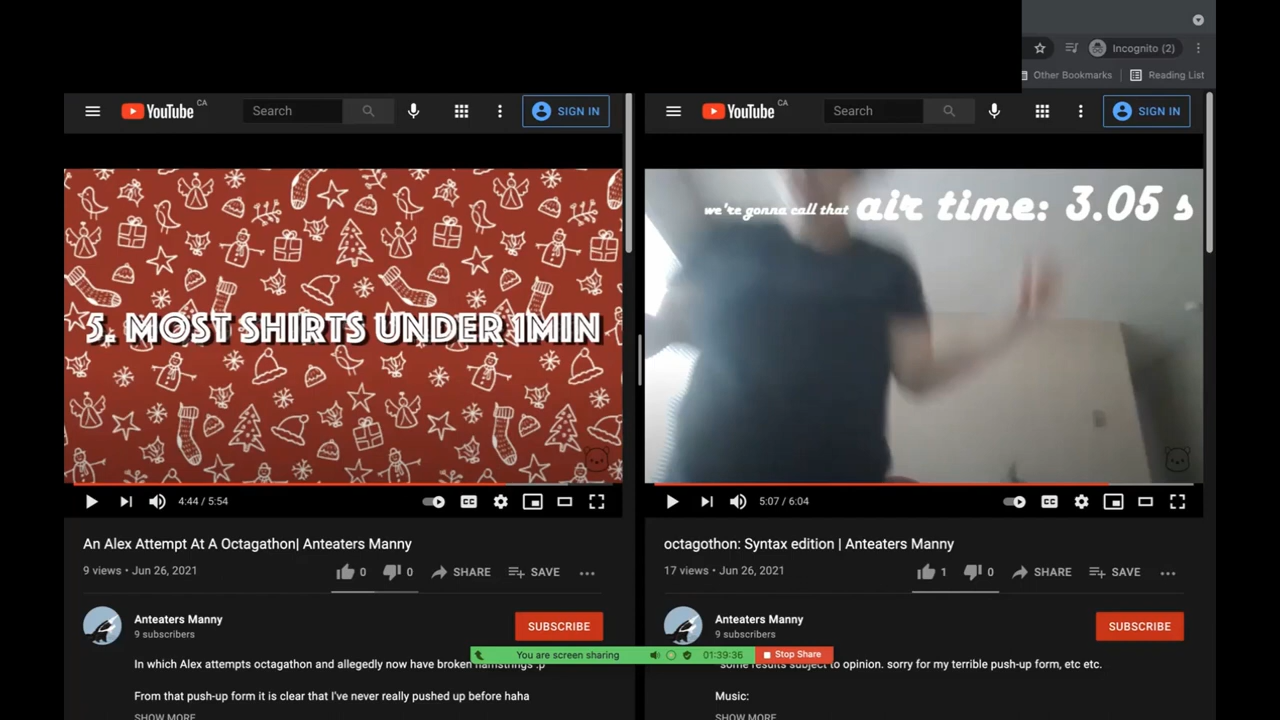 Incognito (2)
Other Bookmarks
Reading List
YouTube CA
Search
SIGN IN
5. MOST SHIRTS UNDER 1MIN
4:44 / 5:54
CC
An Alex Attempt At A Octagathon| Anteaters Manny
9 views • Jun 26, 2021
0
0
SHARE
SAVE
Anteaters Manny
9 subscribers
SUBSCRIBE
In which Alex attempts octagathon and allegedly now have broken hamstrings :p
From that push-up form it is clear that I've never really pushed up before haha
SHOW MORE
YouTube CA
Search
SIGN IN
we're gonna call that air time: 3.05 s
5:07 / 6:04
CC
octagothon: Syntax edition | Anteaters Manny
17 views • Jun 26, 2021
1
0
SHARE
SAVE
Anteaters Manny
9 subscribers
SUBSCRIBE
some results subject to opinion. sorry for my terrible push-up form, etc etc.
Music:
SHOW MORE
You are screen sharing
01:39:36
Stop Share